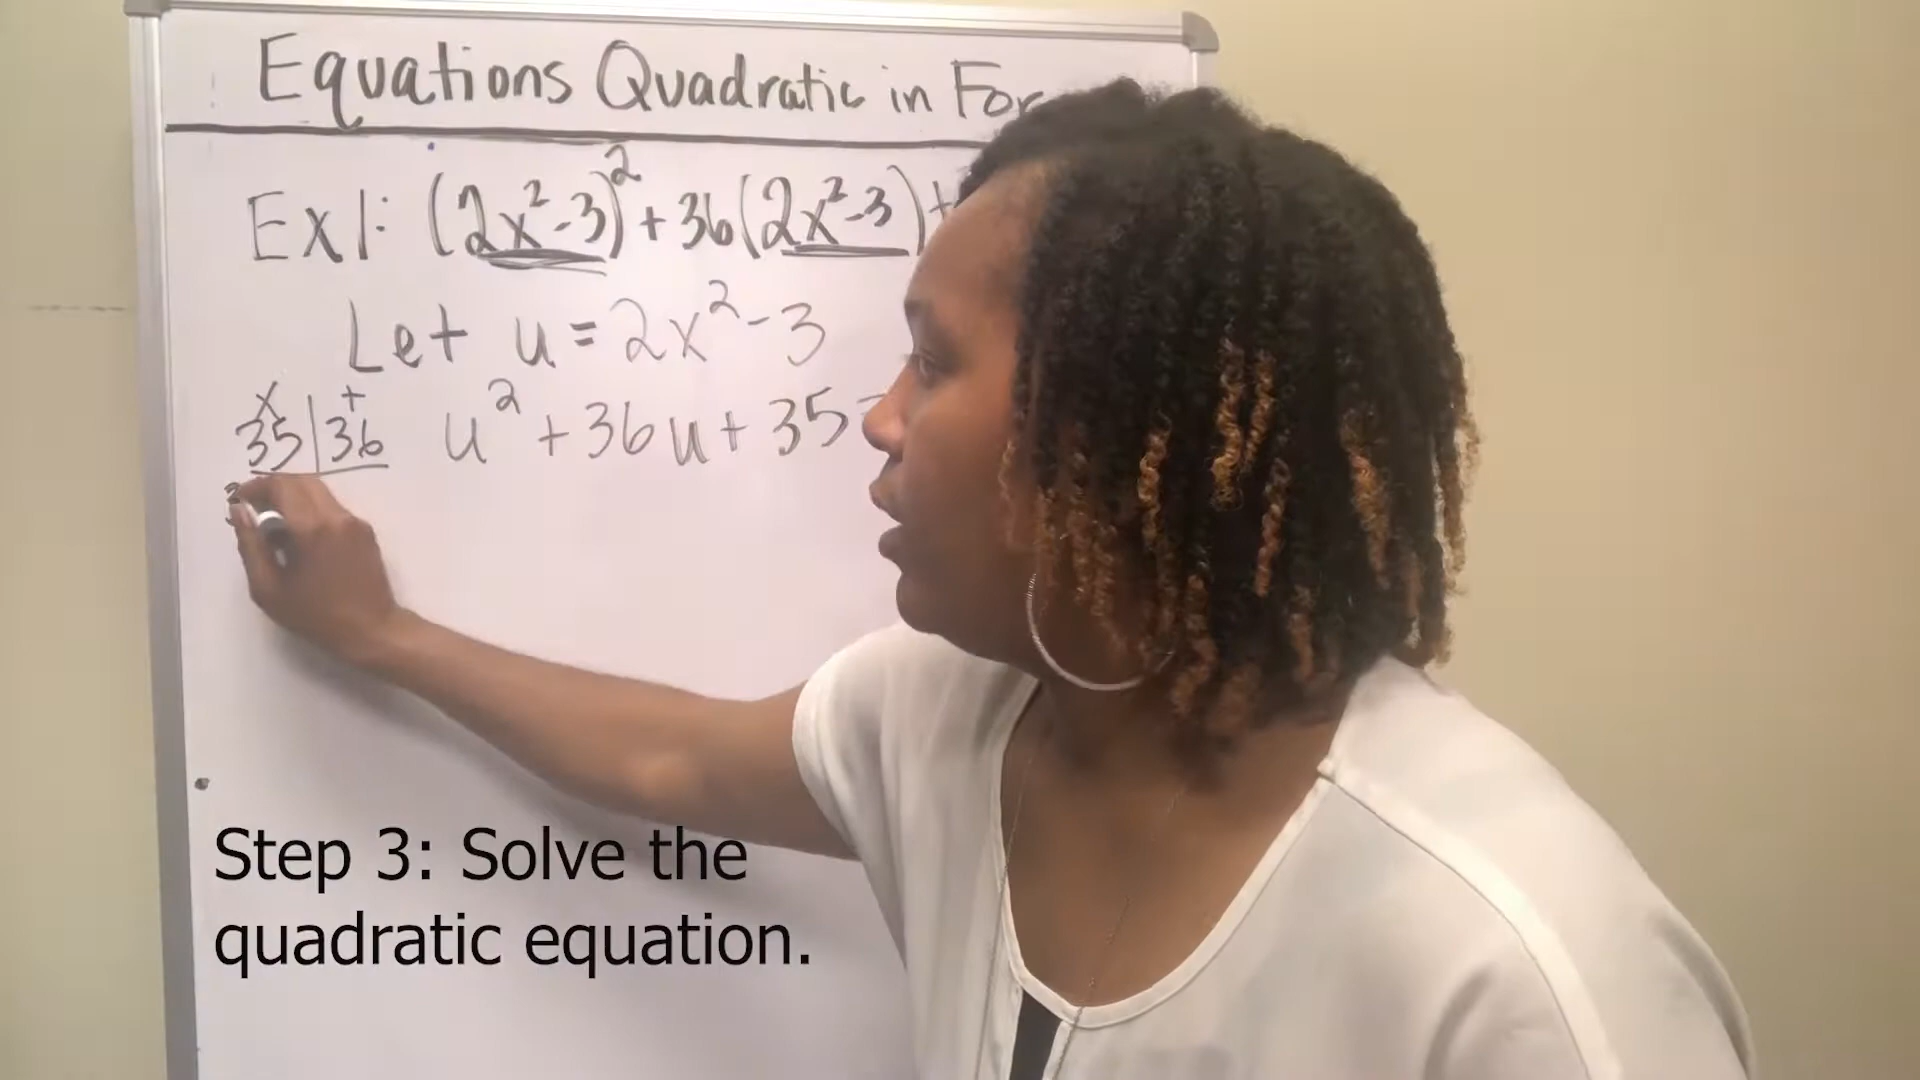 Equations Quadratic in For
Ex1: (2x²-3)² + 36(2x²-3) +
Let u = 2x² - 3
x +
35 | 36 u² + 36u + 35 =
Step 3: Solve the
quadratic equation.